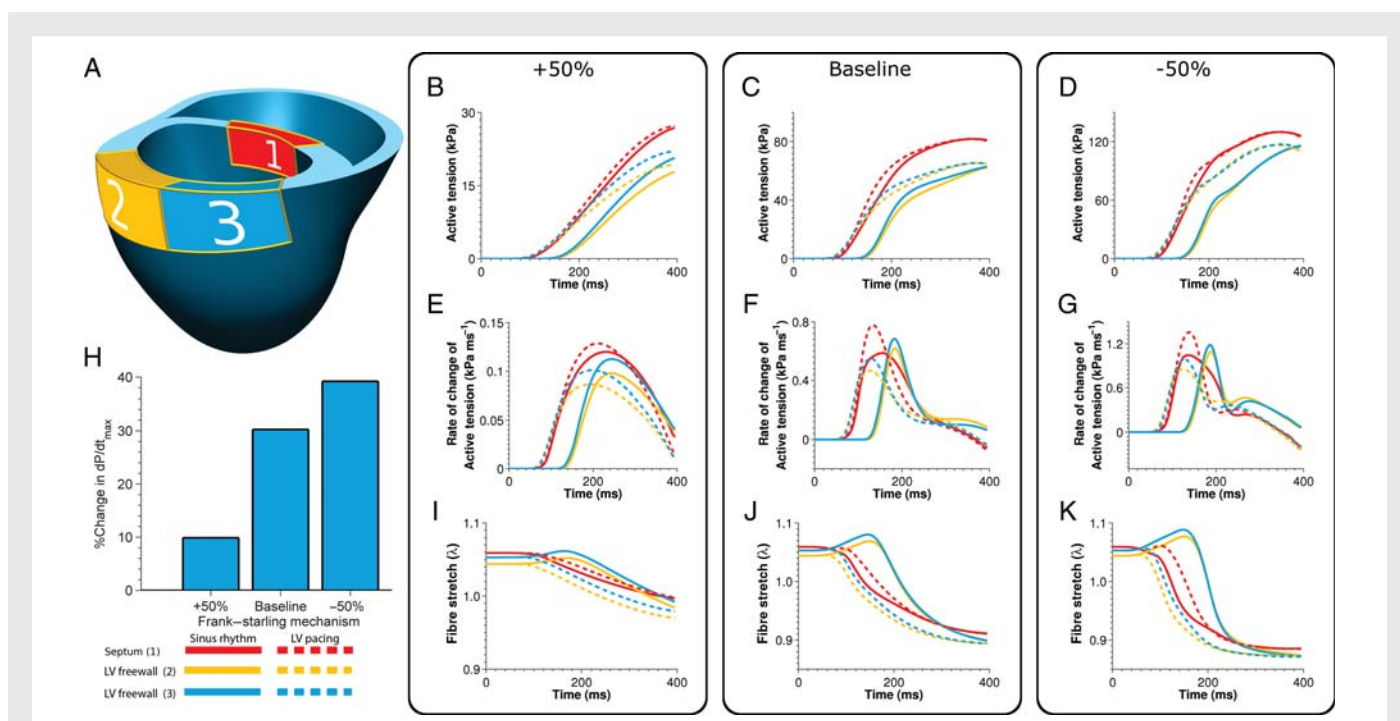 A
1
2
3
+50%
Baseline
-50%
B
Active tension (kPa)
30
15
0
0
200
400
Time (ms)
C
Active tension (kPa)
80
40
0
0
200
400
Time (ms)
D
Active tension (kPa)
120
60
0
0
200
400
Time (ms)
E
Rate of change of
Active tension (kPa ms⁻¹)
0.15
0.1
0.05
0
0
200
400
Time (ms)
F
Rate of change of
Active tension (kPa ms⁻¹)
0.8
0.4
0
0
200
400
Time (ms)
G
Rate of change of
Active tension (kPa ms⁻¹)
1.2
0.6
0
0
200
400
Time (ms)
H
%Change in dP/dtmax
40
30
20
10
0
+50%
Baseline
−50%
Frank−starling mechanism
Sinus rhythm
LV pacing
Septum (1)
LV freewall (2)
LV freewall (3)
I
Fibre stretch (λ)
1.1
1.0
0.9
0
200
400
Time (ms)
J
Fibre stretch (λ)
1.1
1.0
0.9
0
200
400
Time (ms)
K
Fibre stretch (λ)
1.1
1.0
0.9
0
200
400
Time (ms)